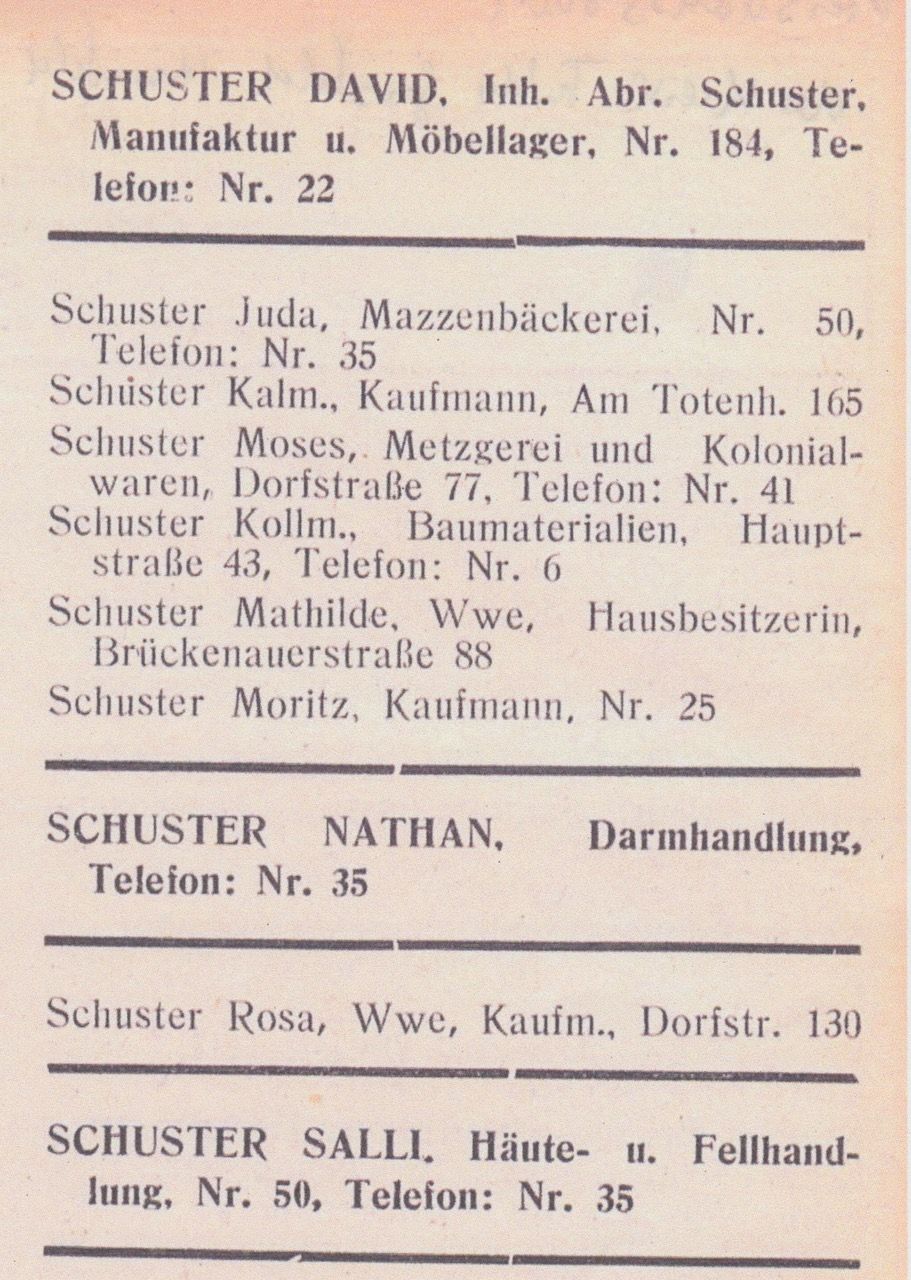 SCHUSTER DAVID, Inh. Abr. Schuster,
Manufaktur u. Möbellager, Nr. 184, Te-
lefon: Nr. 22
Schuster Juda, Mazzenbäckerei, Nr. 50,
Telefon: Nr. 35
Schuster Kalm., Kaufmann, Am Totenh. 165
Schuster Moses, Metzgerei und Kolonial-
waren, Dorfstraße 77, Telefon: Nr. 41
Schuster Kollm., Baumaterialien, Haupt-
straße 43, Telefon: Nr. 6
Schuster Mathilde, Wwe, Hausbesitzerin,
Brückenauerstraße 88
Schuster Moritz, Kaufmann, Nr. 25
SCHUSTER NATHAN, Darmhandlung,
Telefon: Nr. 35
Schuster Rosa, Wwe, Kaufm., Dorfstr. 130
SCHUSTER SALLI, Häute- u. Fellhand-
lung, Nr. 50, Telefon: Nr. 35